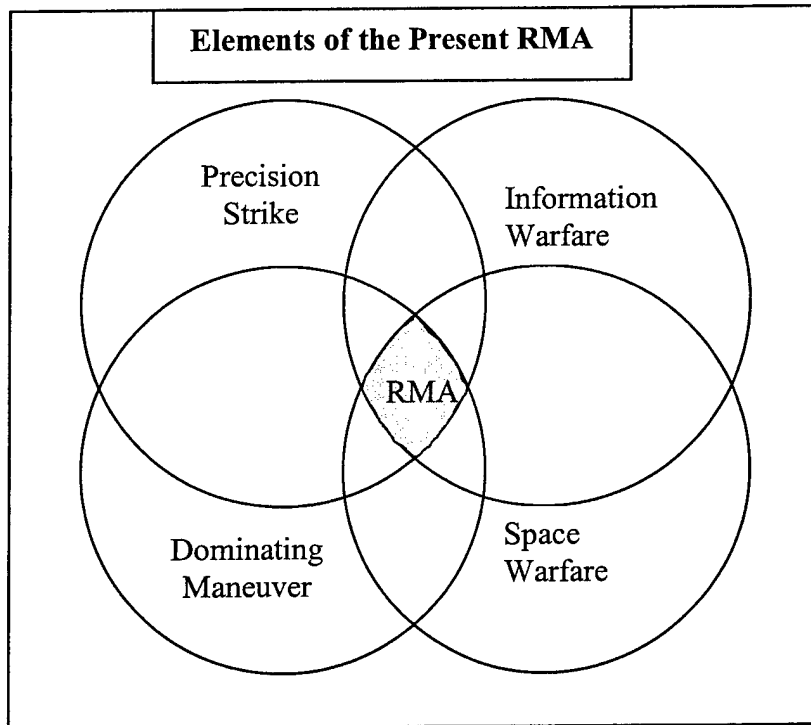 Elements of the Present RMA
Precision
Strike
Information
Warfare
RMA
Dominating
Maneuver
Space
Warfare